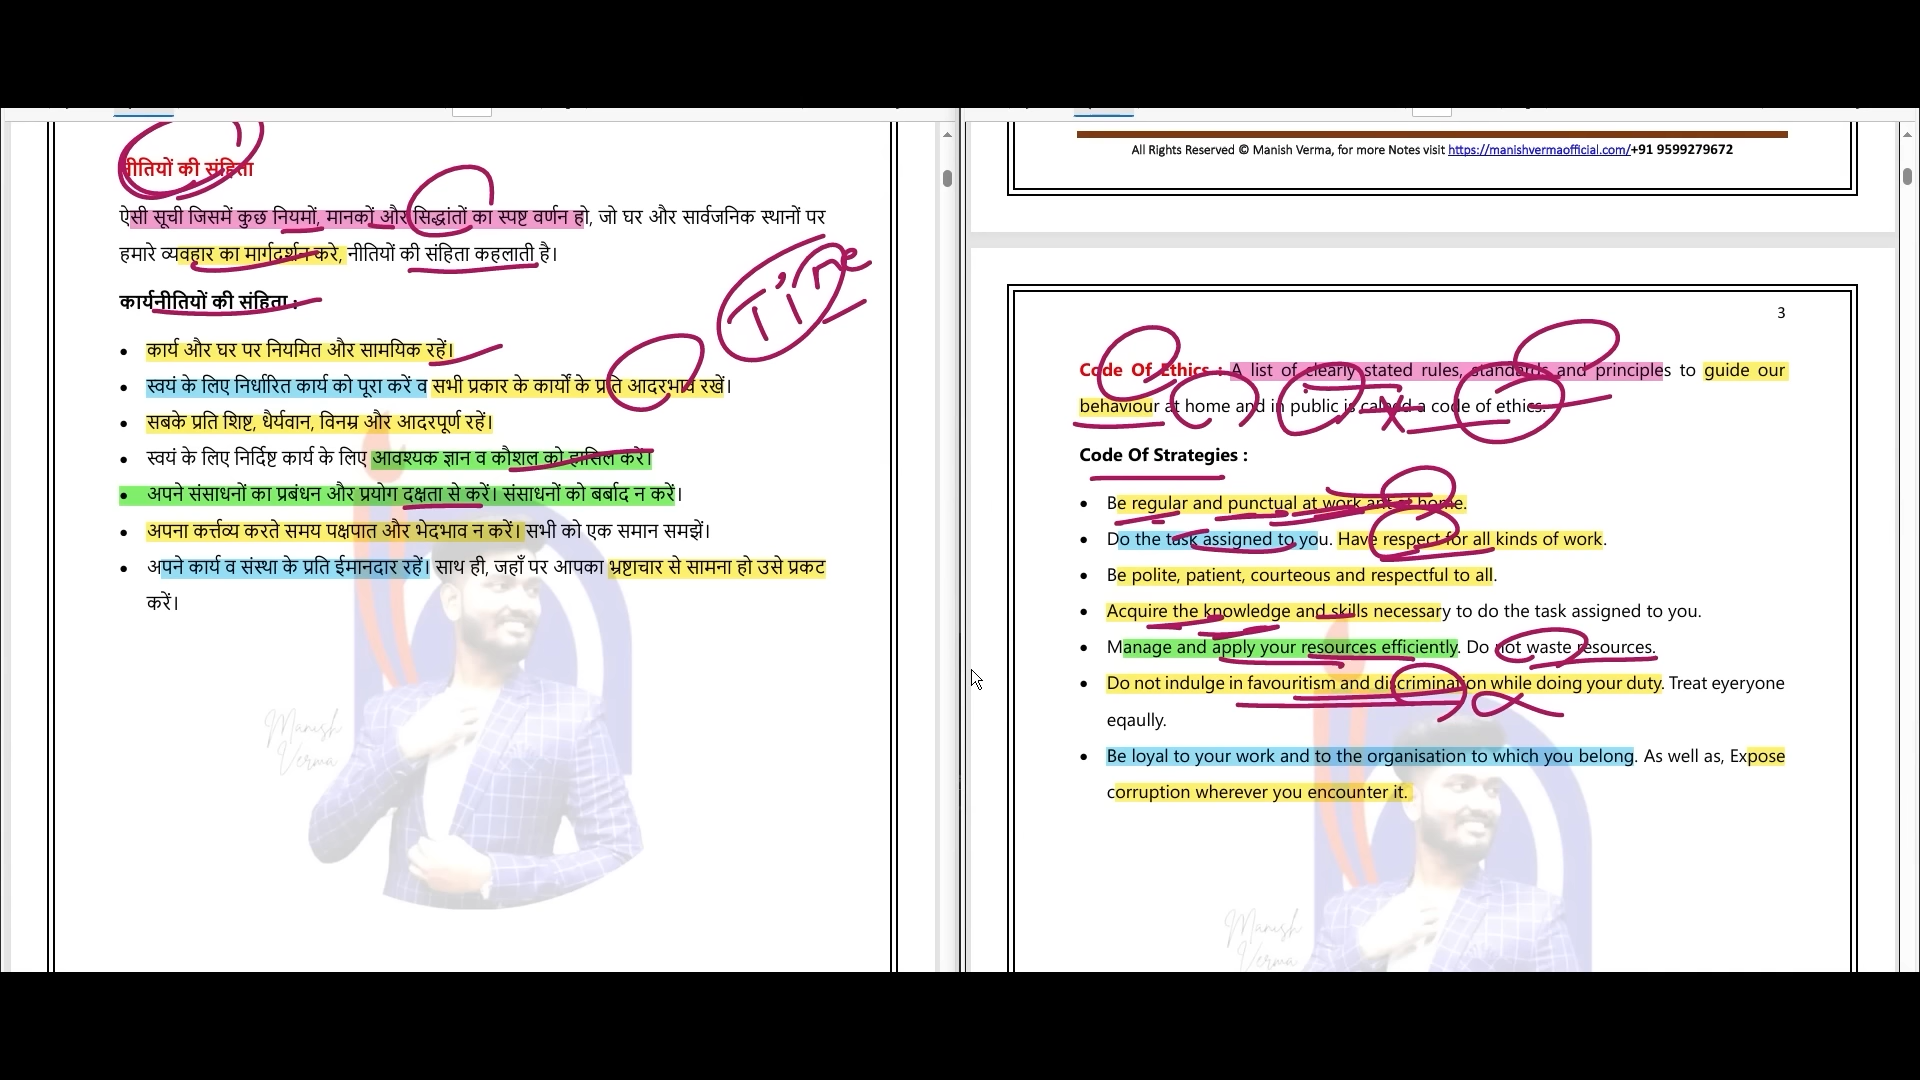 नीतियों की संहिता
ऐसी सूची जिसमें कुछ नियमों, मानकों और सिद्धांतों का स्पष्ट वर्णन हो, जो घर और सार्वजनिक स्थानों पर
हमारे व्यवहार का मार्गदर्शन करे, नीतियों की संहिता कहलाती है।
कार्यनीतियों की संहिता :
Time
• कार्य और घर पर नियमित और सामयिक रहें।
• स्वयं के लिए निर्धारित कार्य को पूरा करें व सभी प्रकार के कार्यों के प्रति आदरभाव रखें।
• सबके प्रति शिष्ट, धैर्यवान, विनम्र और आदरपूर्ण रहें।
• स्वयं के लिए निर्दिष्ट कार्य के लिए आवश्यक ज्ञान व कौशल को हासिल करें।
• अपने संसाधनों का प्रबंधन और प्रयोग दक्षता से करें। संसाधनों को बर्बाद न करें।
• अपना कर्त्तव्य करते समय पक्षपात और भेदभाव न करें। सभी को एक समान समझें।
• अपने कार्य व संस्था के प्रति ईमानदार रहें। साथ ही, जहाँ पर आपका भ्रष्टाचार से सामना हो उसे प्रकट
करें।
Manish
Verma
All Rights Reserved © Manish Verma, for more Notes visit https://manishvermaofficial.com/+91 9599279672
3
Code Of Ethics : A list of clearly stated rules, standards and principles to guide our
behaviour at home and in public is called a code of ethics.
Code Of Strategies :
• Be regular and punctual at work ant at home.
• Do the task assigned to you. Have respect for all kinds of work.
• Be polite, patient, courteous and respectful to all.
• Acquire the knowledge and skills necessary to do the task assigned to you.
• Manage and apply your resources efficiently. Do not waste resources.
• Do not indulge in favouritism and discrimination while doing your duty. Treat eyeryone
eqaully.
• Be loyal to your work and to the organisation to which you belong. As well as, Expose
corruption wherever you encounter it.
Manish
Verma